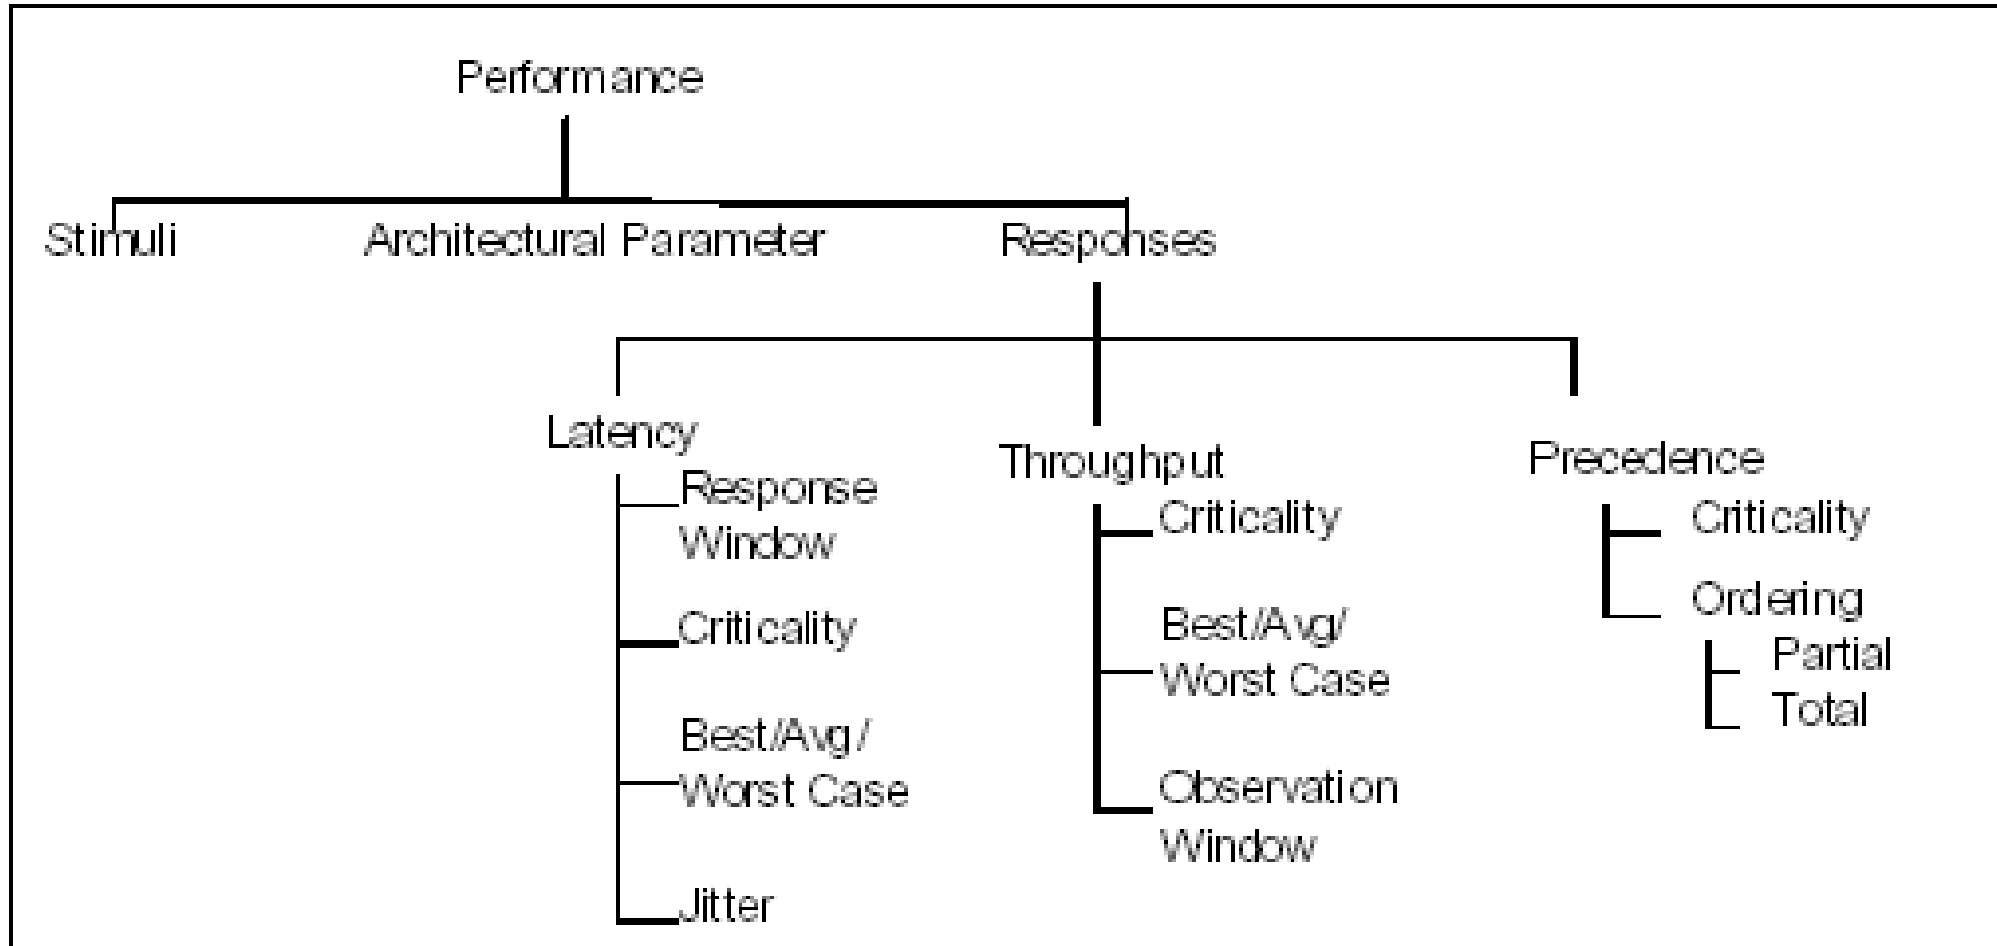 Performance
Stimuli
Architectural Parameter
Responses
Latency
Response
Window
Criticality
Best/Avg/
Worst Case
Jitter
Throughput
Criticality
Best/Avg/
Worst Case
Observation
Window
Precedence
Criticality
Ordering
Partial
Total